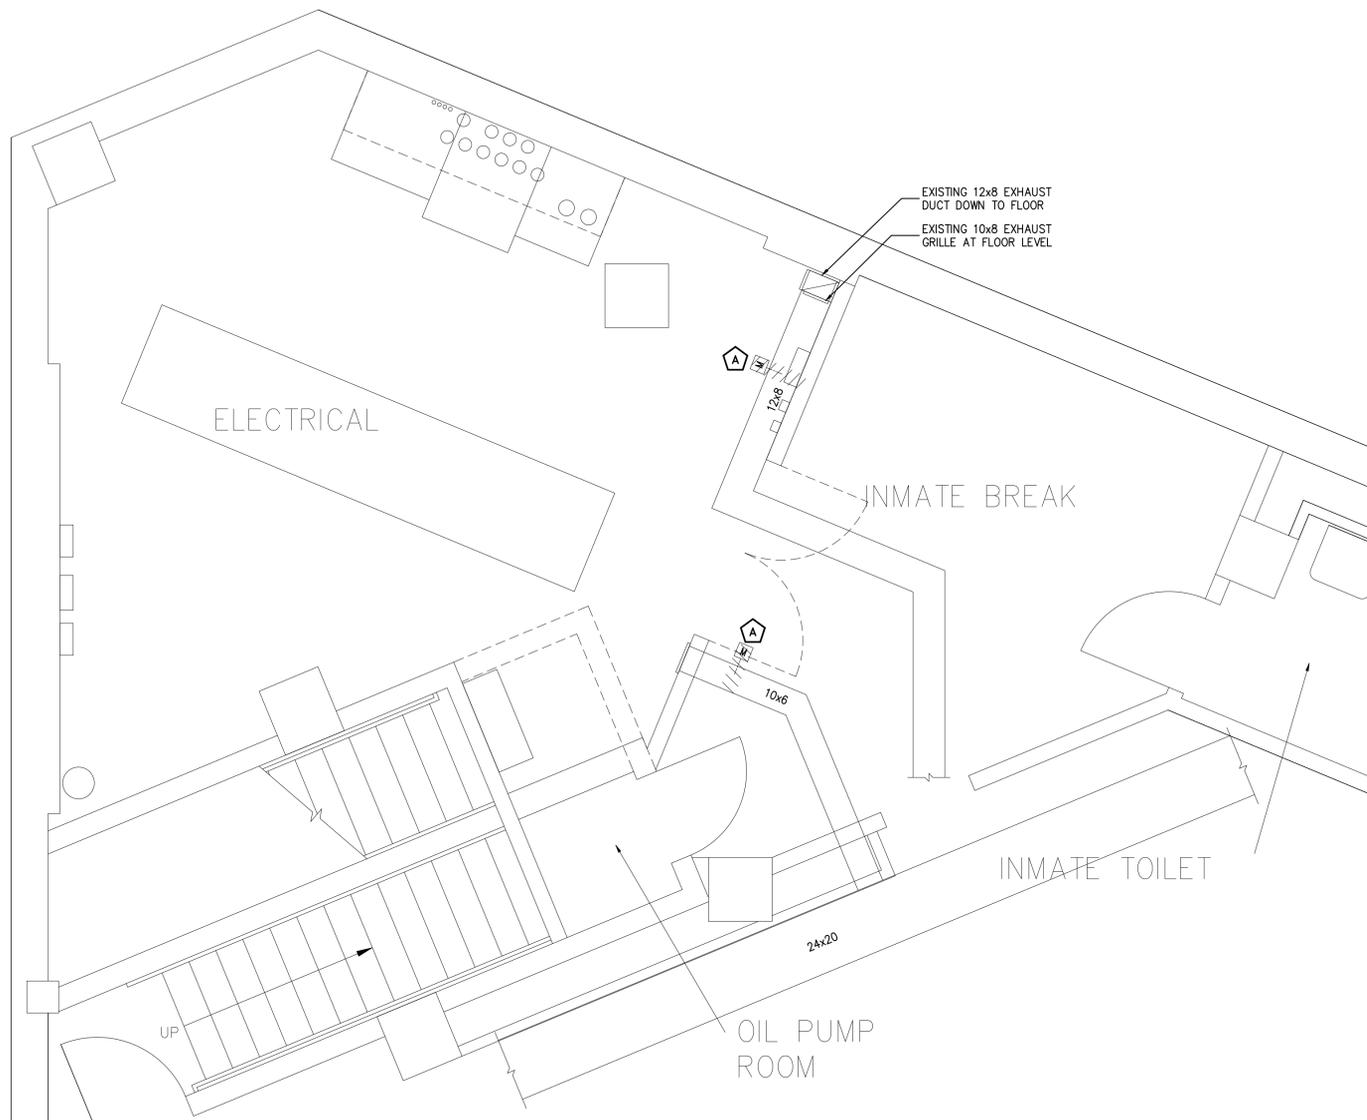 EXISTING 12x8 EXHAUST
DUCT DOWN TO FLOOR
EXISTING 10x8 EXHAUST
GRILLE AT FLOOR LEVEL
A
M
12x8
ELECTRICAL
INMATE BREAK
A
M
10x6
INMATE TOILET
24x20
UP
OIL PUMP
ROOM